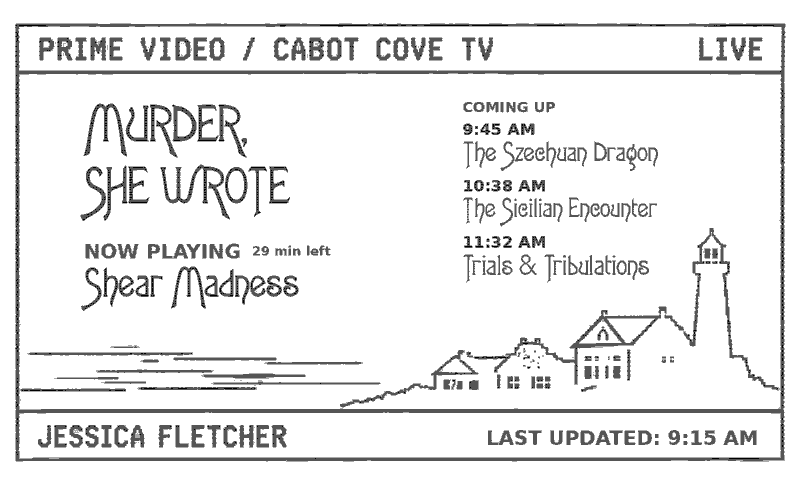 PRIME VIDEO / CABOT COVE TV
LIVE
MURDER,
SHE WROTE
NOW PLAYING 29 min left
Shear Madness
COMING UP
9:45 AM
The Szechuan Dragon
10:38 AM
The Sicilian Encounter
11:32 AM
Trials & Tribulations
JESSICA FLETCHER
LAST UPDATED: 9:15 AM